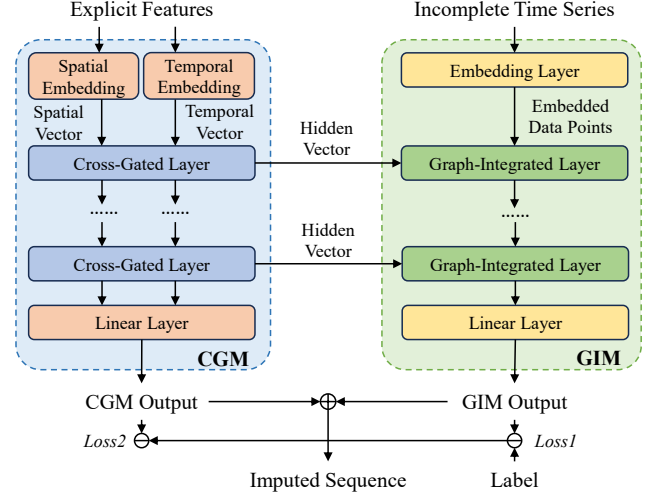 Explicit Features
Incomplete Time Series
Spatial
Embedding
Temporal
Embedding
Embedding Layer
Spatial
Vector
Temporal
Vector
Hidden
Vector
Embedded
Data Points
Cross-Gated Layer
Graph-Integrated Layer
......
......
......
Hidden
Vector
Cross-Gated Layer
Graph-Integrated Layer
Linear Layer
Linear Layer
CGM
GIM
CGM Output
GIM Output
Loss2
Loss1
Imputed Sequence
Label